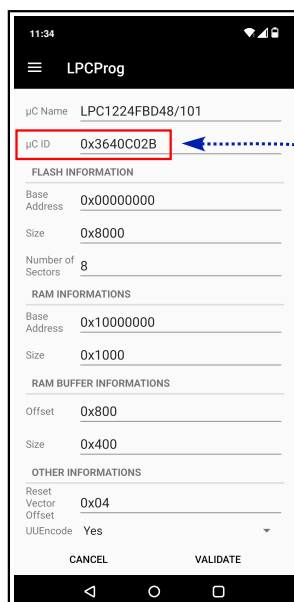 11:34
LPCProg
µC Name LPC1224FBD48/101
µC ID 0x3640C02B
FLASH INFORMATION
Base
Address 0x00000000
Size 0x8000
Number of
Sectors 8
RAM INFORMATIONS
Base
Address 0x10000000
Size 0x1000
RAM BUFFER INFORMATIONS
Offset 0x800
Size 0x400
OTHER INFORMATIONS
Reset
Vector 0x04
Offset
UUEncode Yes
CANCEL VALIDATE